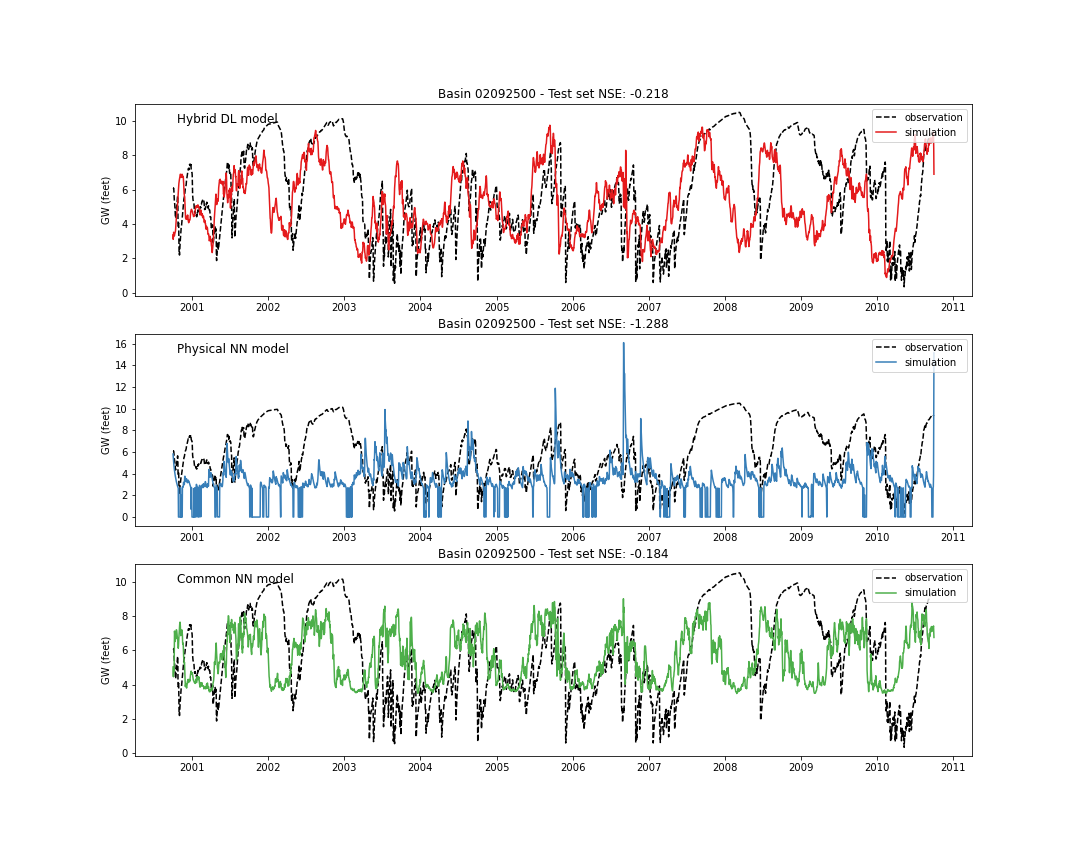 Basin 02092500 - Test set NSE: -0.218
Hybrid DL model
observation
simulation
GW (feet)
10
8
6
4
2
0
2001 2002 2003 2004 2005 2006 2007 2008 2009 2010 2011
Basin 02092500 - Test set NSE: -1.288
Physical NN model
observation
simulation
GW (feet)
16
14
12
10
8
6
4
2
0
2001 2002 2003 2004 2005 2006 2007 2008 2009 2010 2011
Basin 02092500 - Test set NSE: -0.184
Common NN model
observation
simulation
GW (feet)
10
8
6
4
2
0
2001 2002 2003 2004 2005 2006 2007 2008 2009 2010 2011